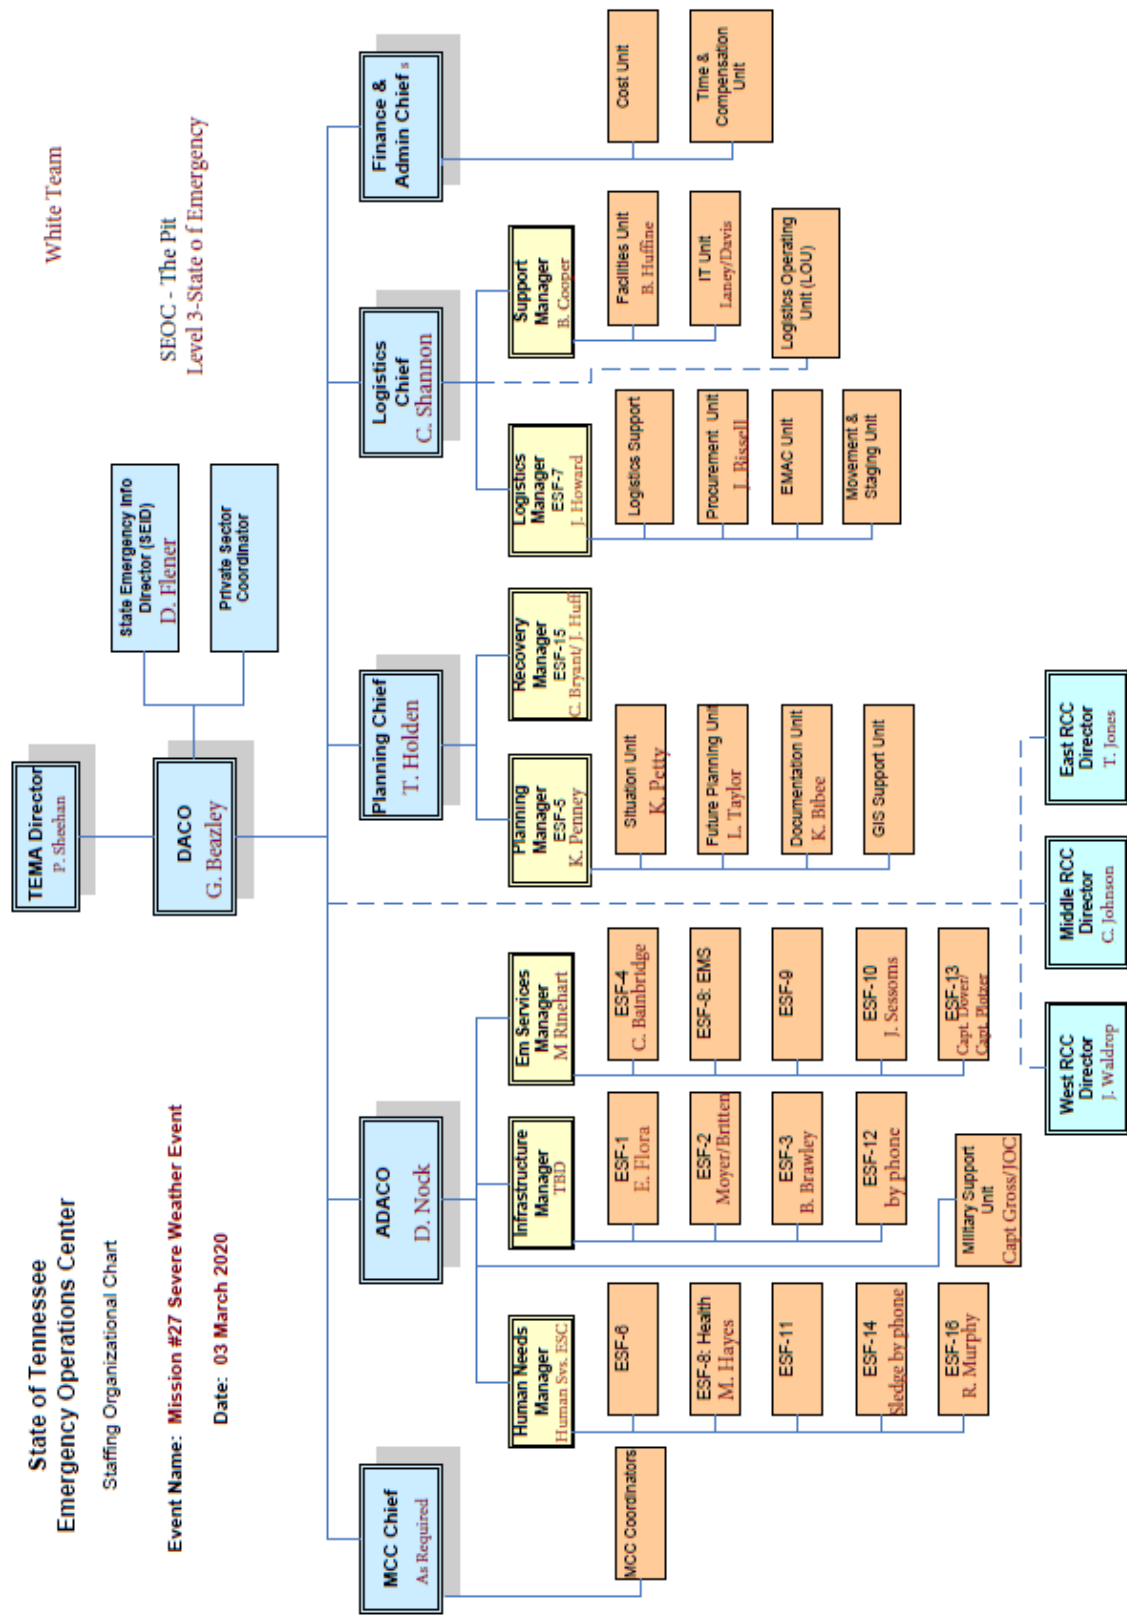 State of Tennessee
Emergency Operations Center
Staffing Organizational Chart
Event Name: Mission #27 Severe Weather Event
Date: 03 March 2020
White Team
SEOC - The Pit
Level 3-State o f Emergency
TEMA Director
P. Sheehan
DACO
G. Beazley
State Emergency Info
Director (SEID)
D. Flener
Private Sector
Coordinator
MCC Chief
As Required
ADACO
D. Nock
Planning Chief
T. Holden
Logistics
Chief
C. Shannon
Finance &
Admin Chief s
MCC Coordinators
Human Needs
Manager
Human Svs. ESC
ESF-6
ESF-8: Health
M. Hayes
ESF-11
ESF-14
Sledge by phone
ESF-16
R. Murphy
Infrastructure
Manager
TBD
ESF-1
E. Flora
ESF-2
Moyer/Britten
ESF-3
B. Brawley
ESF-12
by phone
Military Support
Unit
Capt Gross/JOC
Em Services
Manager
M Rinehart
ESF-4
C. Bainbridge
ESF-8: EMS
ESF-9
ESF-10
J. Sessoms
ESF-13
Capt. Dover/
Capt. Plotzer
Planning
Manager
ESF-5
K. Penney
Situation Unit
K. Petty
Future Planning Unit
L. Taylor
Documentation Unit
K. Bibee
GIS Support Unit
Recovery
Manager
ESF-15
C. Bryant/ J. Huff
Logistics
Manager
ESF-7
J. Howard
Logistics Support
Procurement Unit
J. Bissell
EMAC Unit
Movement &
Staging Unit
Support
Manager
B. Cooper
Facilities Unit
B. Huffine
IT Unit
Laney/Davis
Logistics Operating
Unit (LOU)
Cost Unit
Time &
Compensation
Unit
West RCC
Director
J. Waldrop
Middle RCC
Director
C. Johnson
East RCC
Director
T. Jones